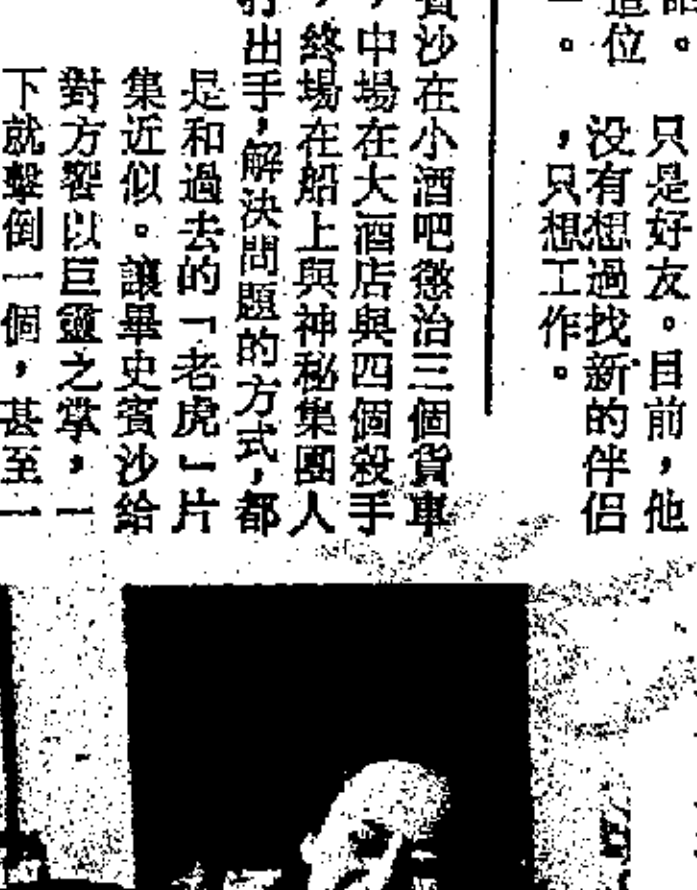 。
位
。
只是好友。目前，他
没有想過找新的伴侶
，只想工作。
賓沙在小酒吧懲治三個貨車
，中場在大酒店與四個殺手
，終場在船上與神秘集團人
打出手，解決問題的方式，都
是和過去的「老虎」片
集近似。讓畢史賓沙給
對方饗以巨靈之掌，一
下就擊倒一個，甚至一